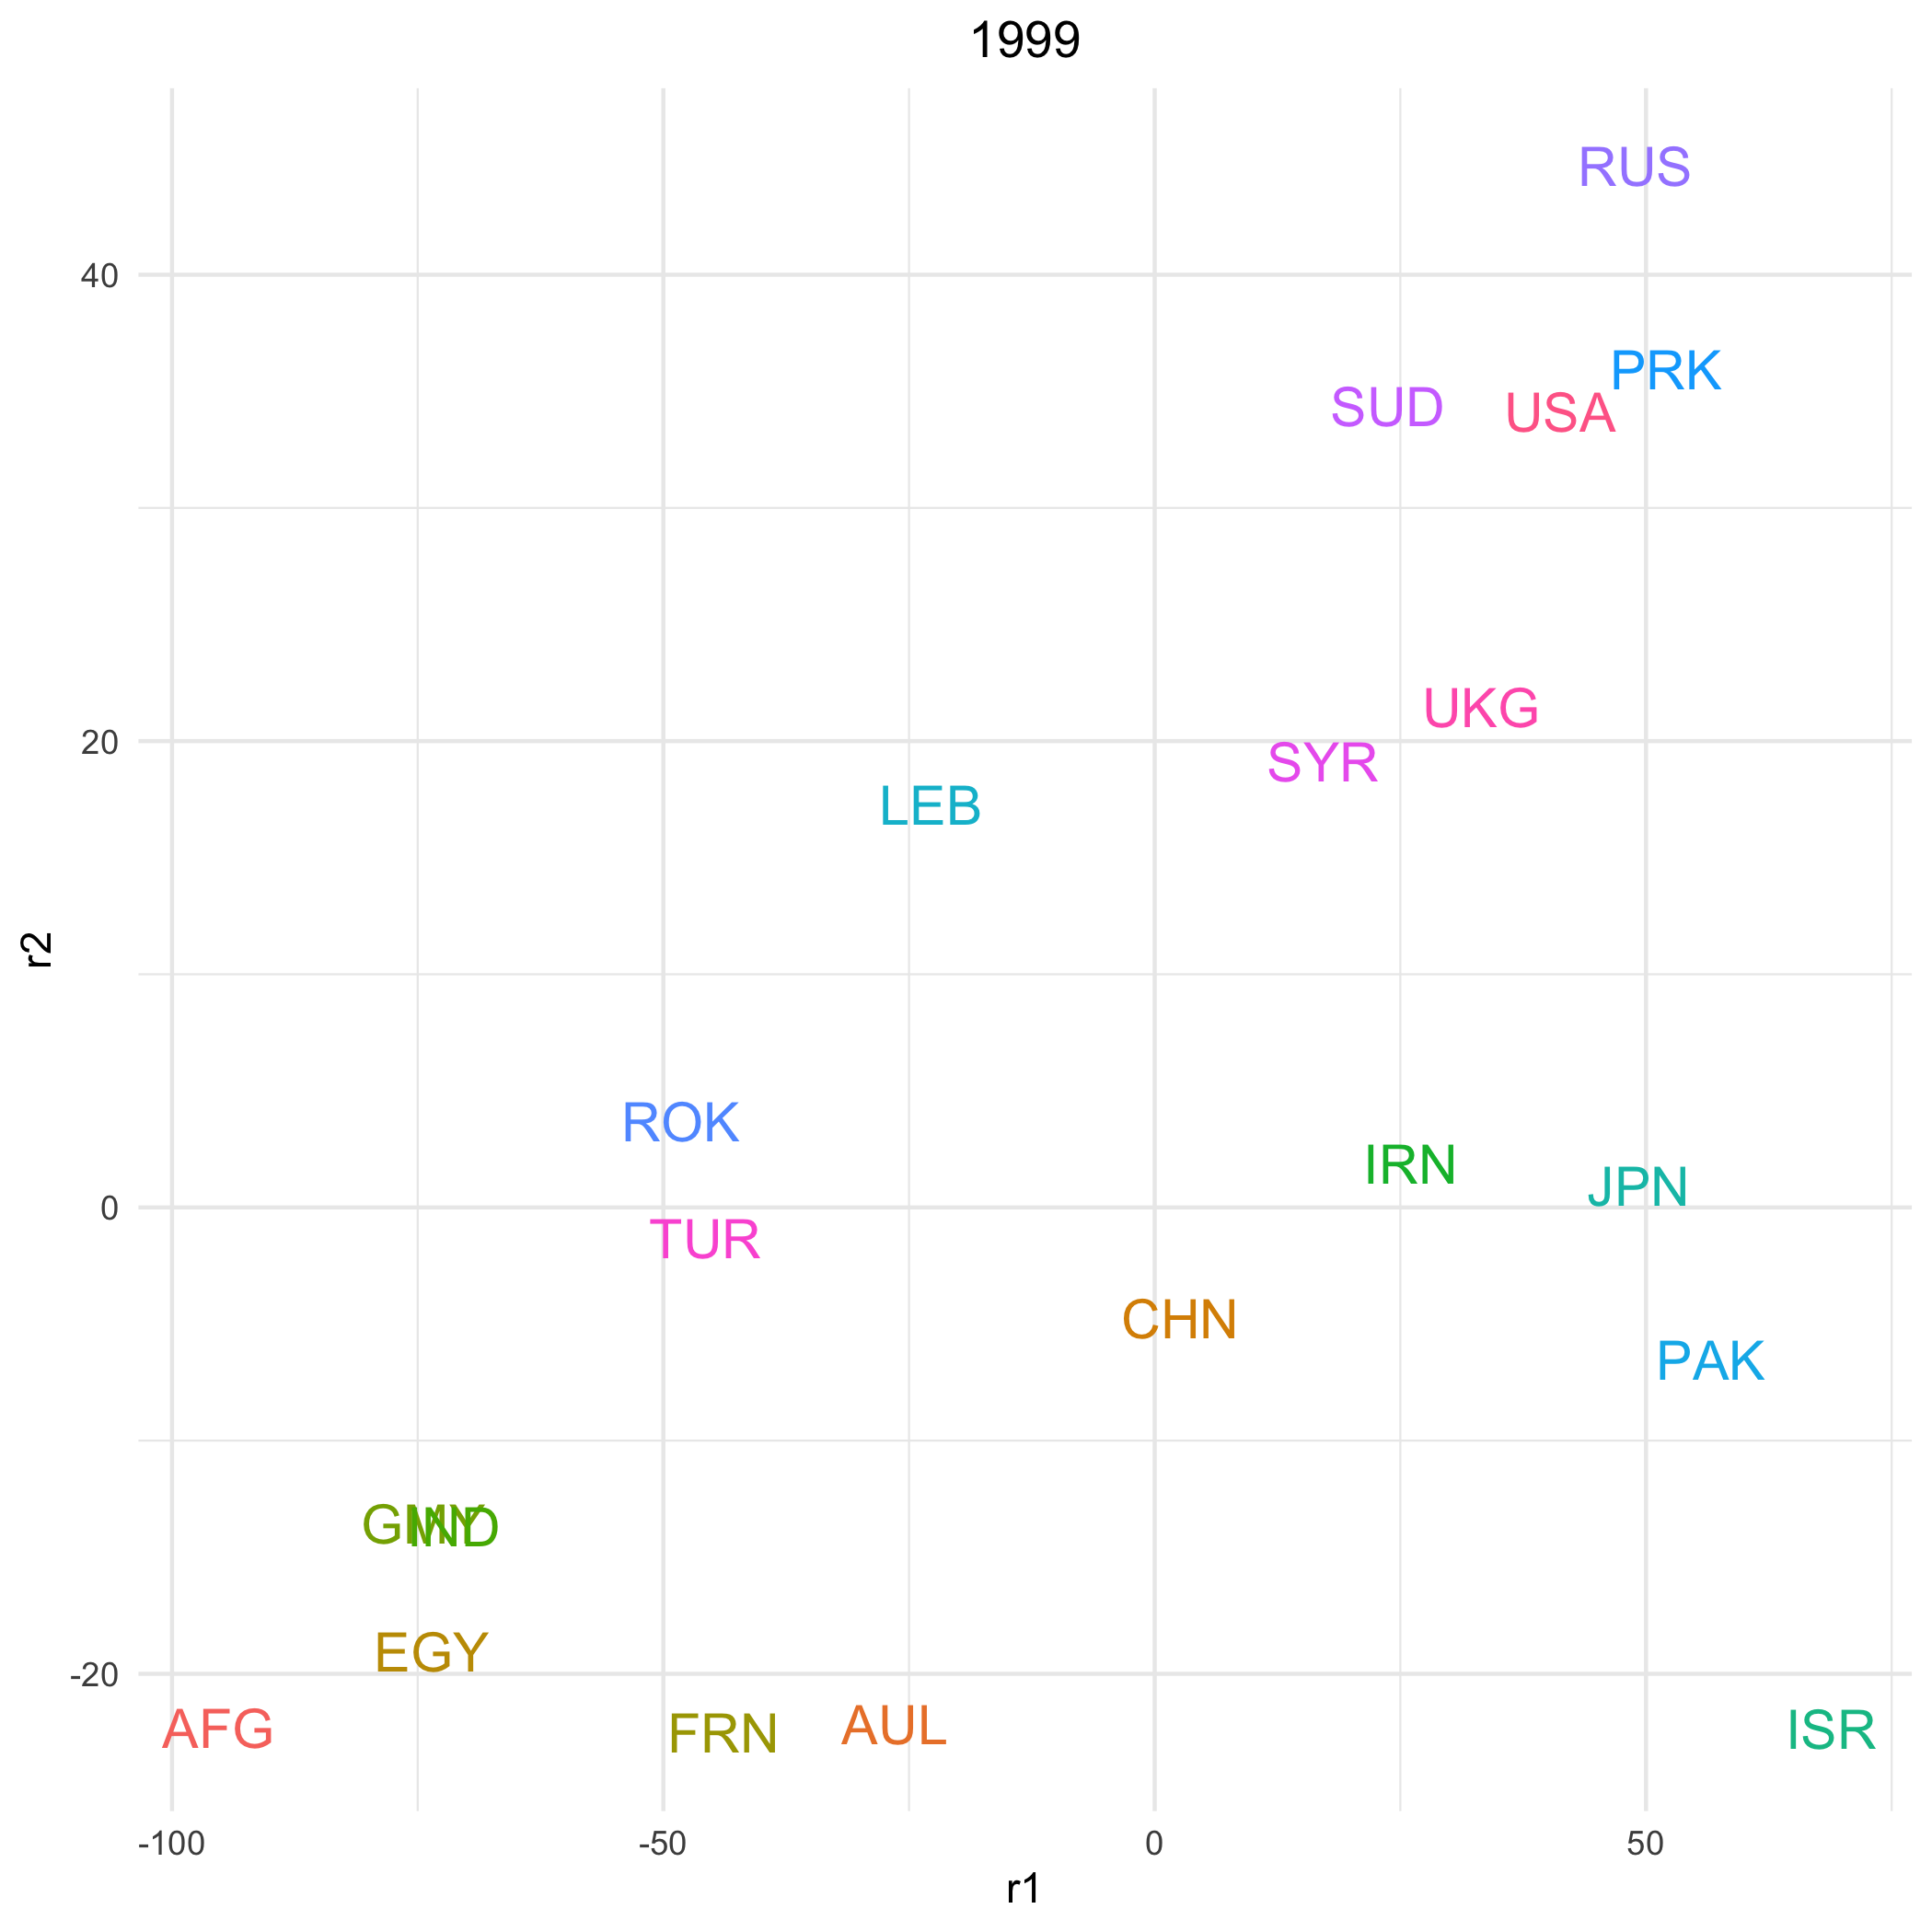 1999
RUS
40
PRK
SUD
USA
UKG
20
SYR
LEB
r2
ROK
IRN
JPN
0
TUR
CHN
PAK
GMY
IND
EGY
-20
AFG
FRN
AUL
ISR
-100 -50 0 50
r1